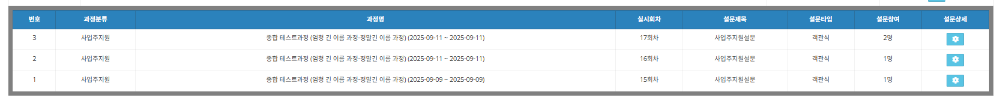 번호 과정분류 과정명 실시회차 설문제목 설문타입 설문참여 설문상세
3 사업주지원 종합 테스트과정 (엄청 긴 이름 과정-정말긴 이름 과정) (2025-09-11 ~ 2025-09-11) 17회차 사업주지원설문 객관식 2명
2 사업주지원 종합 테스트과정 (엄청 긴 이름 과정-정말긴 이름 과정) (2025-09-11 ~ 2025-09-11) 16회차 사업주지원설문 객관식 1명
1 사업주지원 종합 테스트과정 (엄청 긴 이름 과정-정말긴 이름 과정) (2025-09-09 ~ 2025-09-09) 15회차 사업주지원설문 객관식 1명